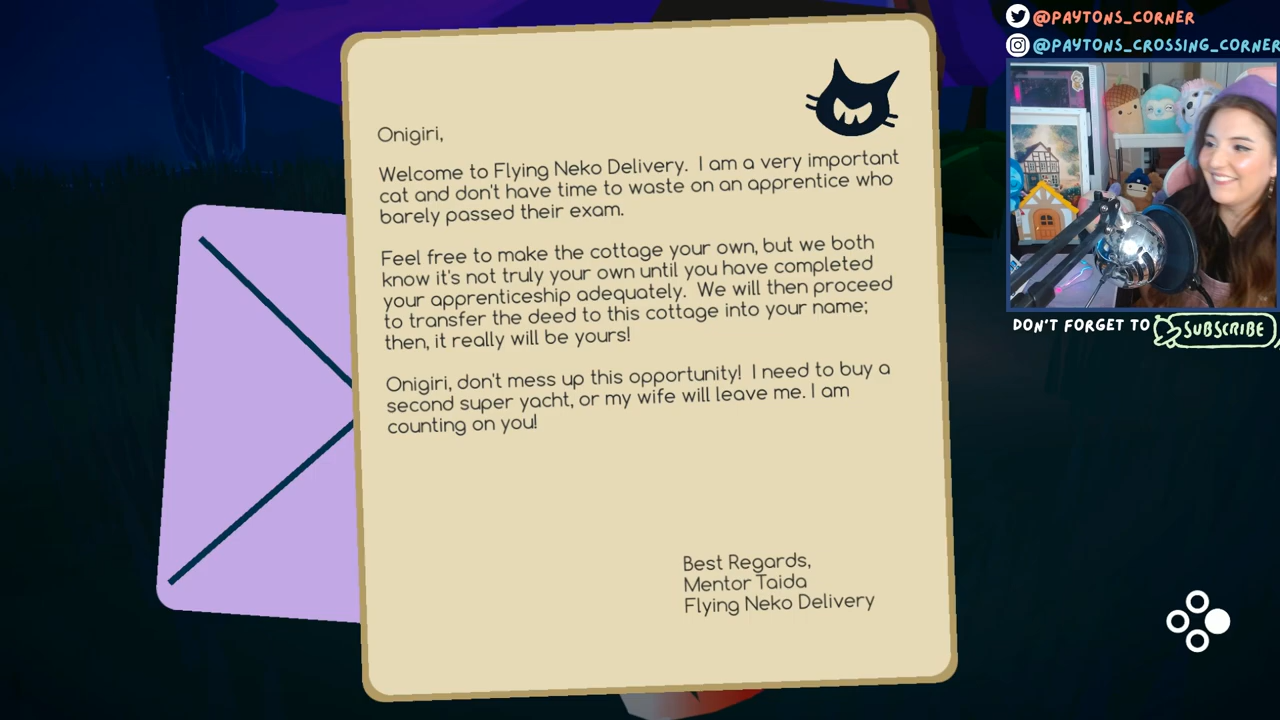 @PAYTONS_CORNER
@PAYTONS_CROSSING_CORNER
DON'T FORGET TO SUBSCRIBE
Onigiri,
Welcome to Flying Neko Delivery.  I am a very important
cat and don't have time to waste on an apprentice who
barely passed their exam.
Feel free to make the cottage your own, but we both
know it's not truly your own until you have completed
your apprenticeship adequately.  We will then proceed
to transfer the deed to this cottage into your name;
then, it really will be yours!
Onigiri, don't mess up this opportunity!  I need to buy a
second super yacht, or my wife will leave me. I am
counting on you!
Best Regards,
Mentor Taida
Flying Neko Delivery